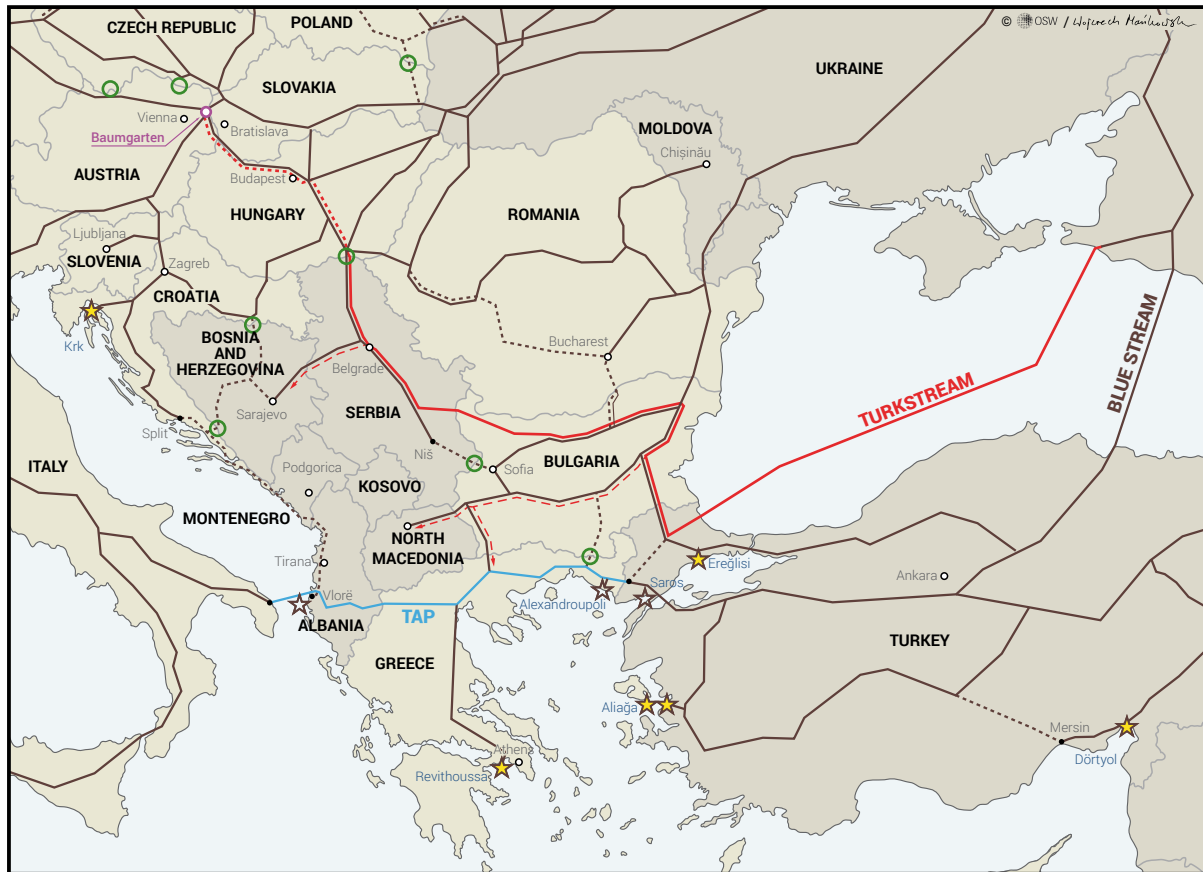 © OSW / Wojciech Mańkowski
CZECH REPUBLIC
POLAND
UKRAINE
SLOVAKIA
Vienna
Bratislava
Baumgarten
MOLDOVA
Chișinău
AUSTRIA
Budapest
HUNGARY
ROMANIA
Ljubljana
SLOVENIA
Zagreb
CROATIA
Krk
BOSNIA
AND
HERZEGOVINA
Belgrade
Bucharest
Sarajevo
SERBIA
TURKSTREAM
BLUE STREAM
Split
Niš
Sofia
BULGARIA
ITALY
Podgorica
KOSOVO
MONTENEGRO
NORTH
MACEDONIA
Tirana
Ereğlisi
Ankara
Saros
Vlorë
Alexandroupoli
ALBANIA
TAP
GREECE
TURKEY
Aliağa
Mersin
Athens
Revithoussa
Dörtyol